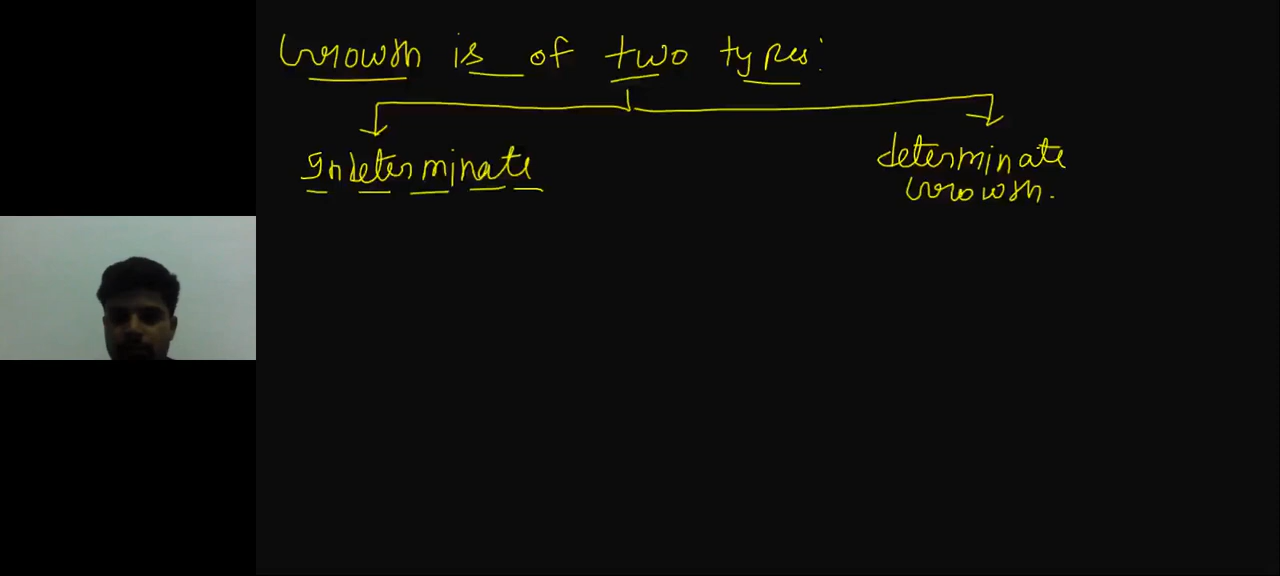 Growth is of two types:
Indeterminate
determinate
Growth.